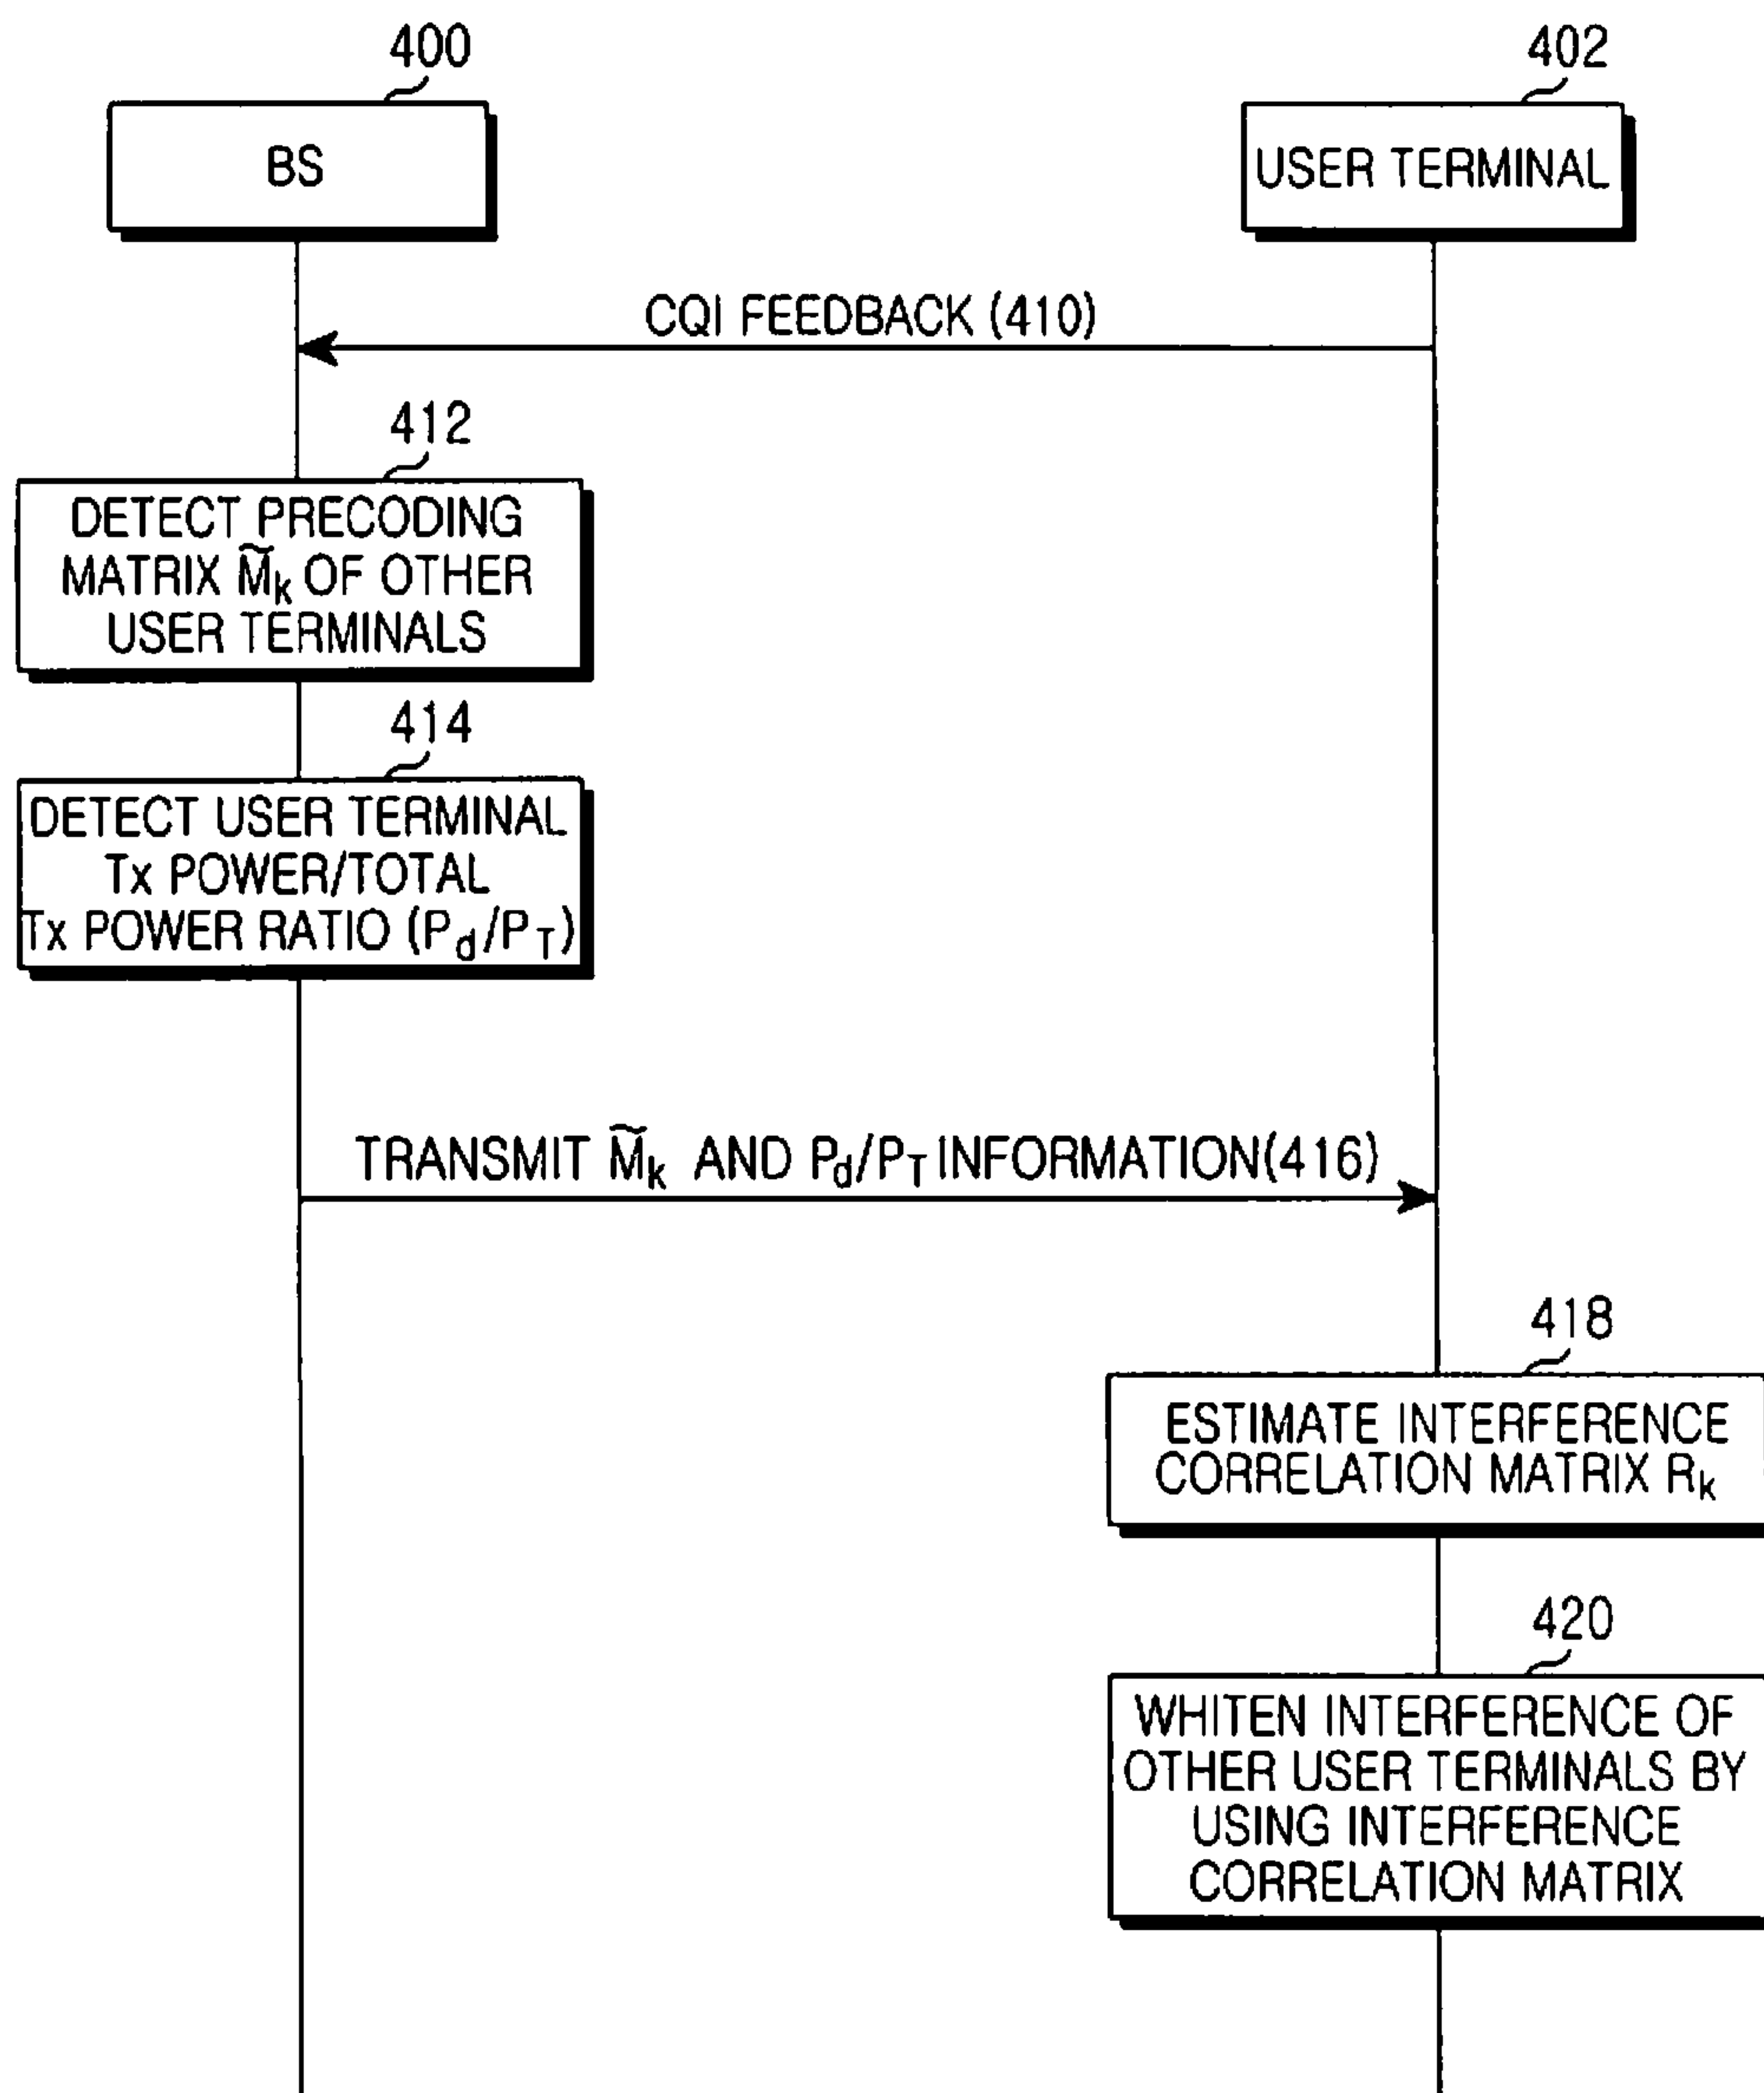 400
402
BS
USER TERMINAL
CQI FEEDBACK (410)
412
DETECT PRECODING
MATRIX M̃k OF OTHER
USER TERMINALS
414
DETECT USER TERMINAL
Tx POWER/TOTAL
Tx POWER RATIO (Pd/PT)
TRANSMIT M̃k AND Pd/PT INFORMATION(416)
418
ESTIMATE INTERFERENCE
CORRELATION MATRIX Rk
420
WHITEN INTERFERENCE OF
OTHER USER TERMINALS BY
USING INTERFERENCE
CORRELATION MATRIX